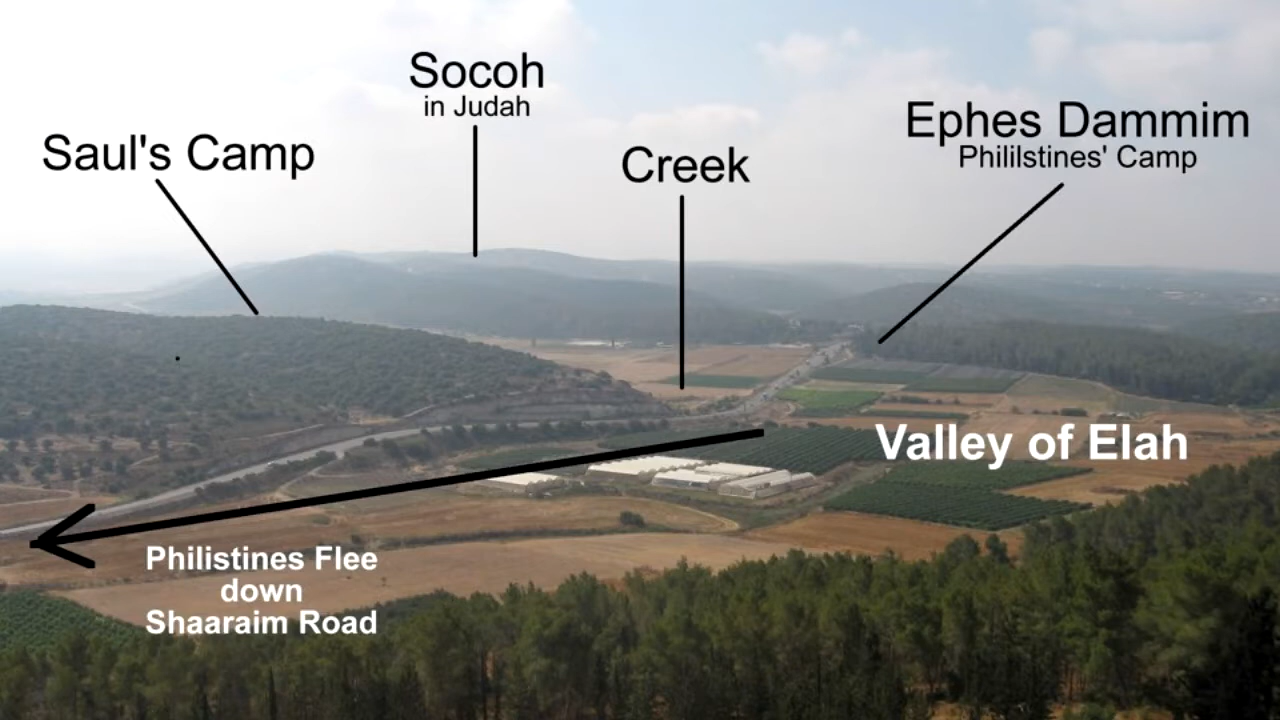 Socoh
in Judah
Saul's Camp
Creek
Ephes Dammim
Phililstines' Camp
Valley of Elah
Philistines Flee
down
Shaaraim Road